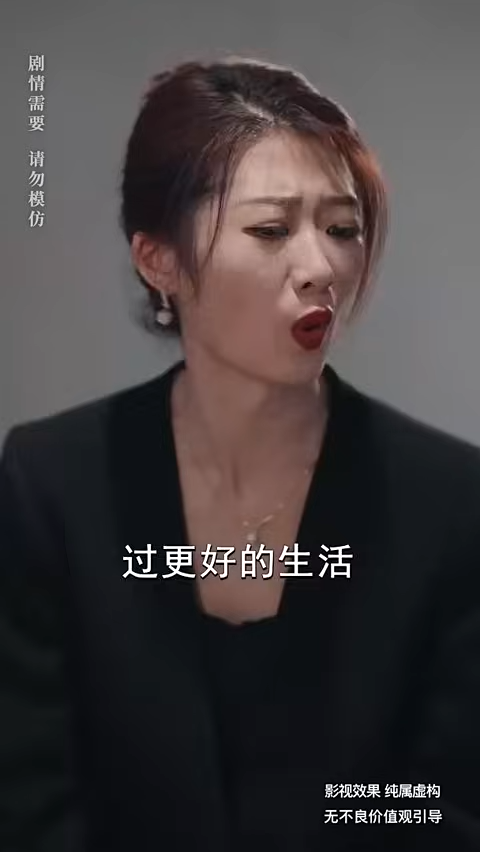 剧情需要 请勿模仿
过更好的生活
影视效果 纯属虚构
无不良价值观引导